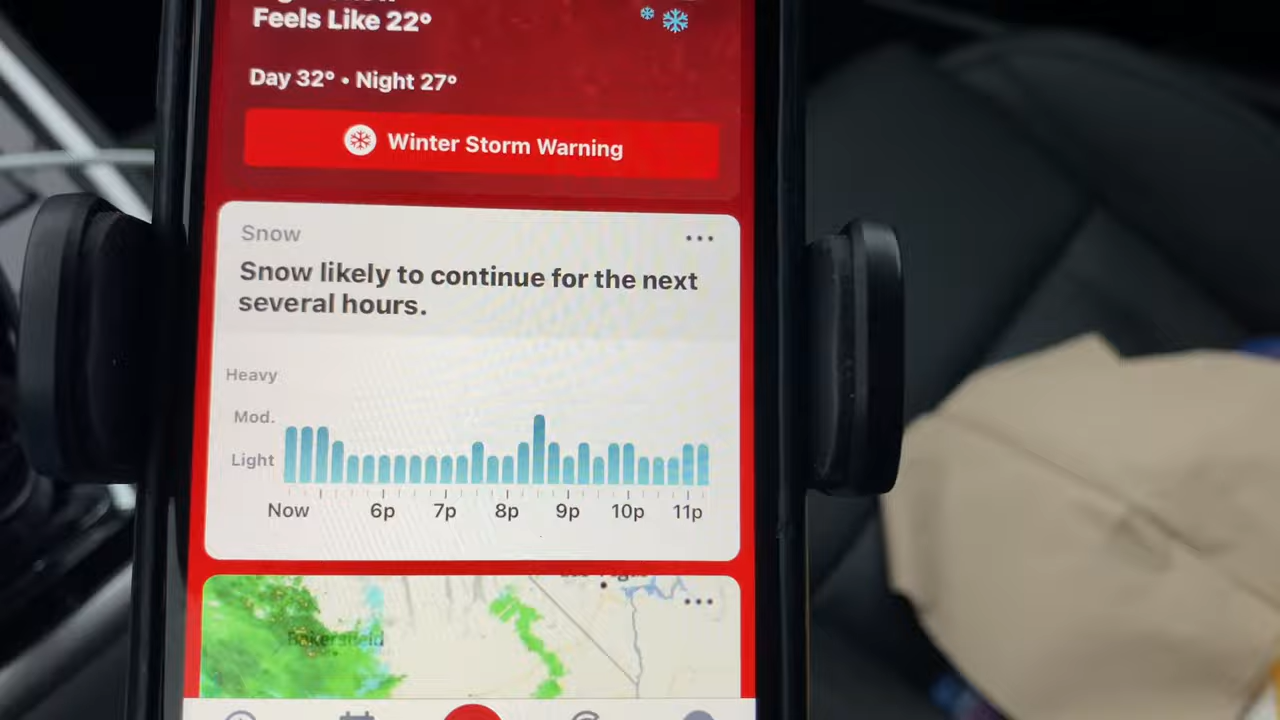 Feels Like 22°
Day 32° • Night 27°
Winter Storm Warning
Snow
Snow likely to continue for the next
several hours.
Heavy
Mod.
Light
Now 6p 7p 8p 9p 10p 11p
Bakersfield